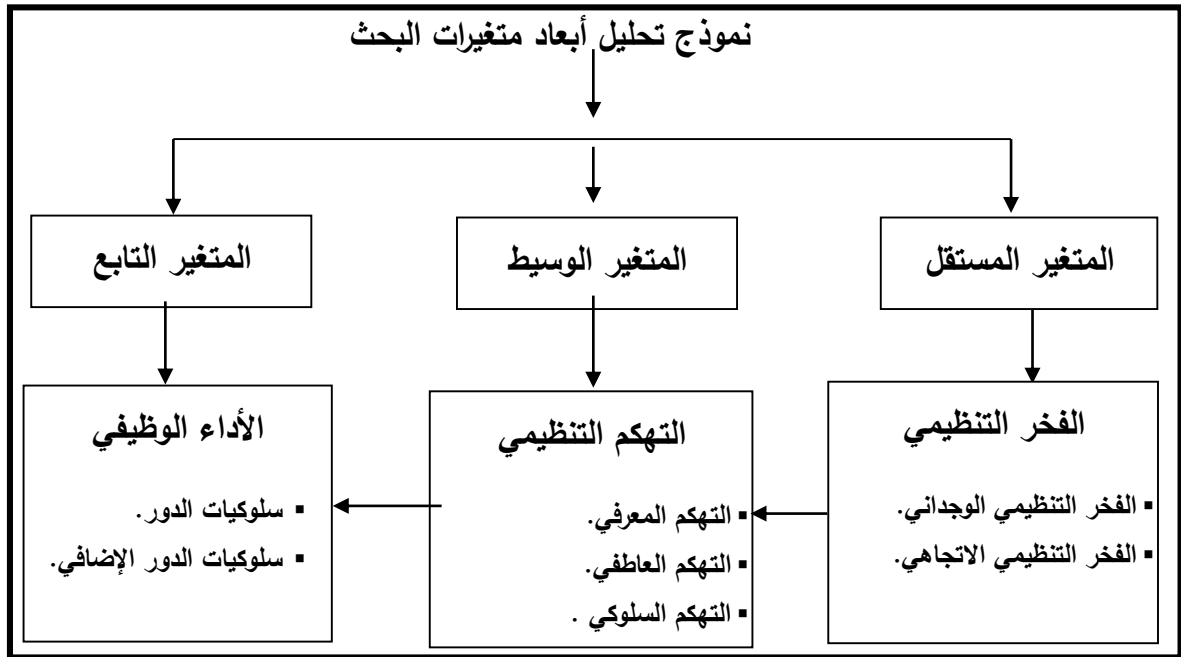 نموذج تحليل أبعاد متغيرات البحث
المتغير المستقل
المتغير الوسيط
المتغير التابع
الفخر التنظيمي
▪ الفخر التنظيمي الوجداني.
▪ الفخر التنظيمي الاتجاهي.
التهكم التنظيمي
▪ التهكم المعرفي.
▪ التهكم العاطفي.
▪ التهكم السلوكي .
الأداء الوظيفي
▪ سلوكيات الدور.
▪ سلوكيات الدور الإضافي.